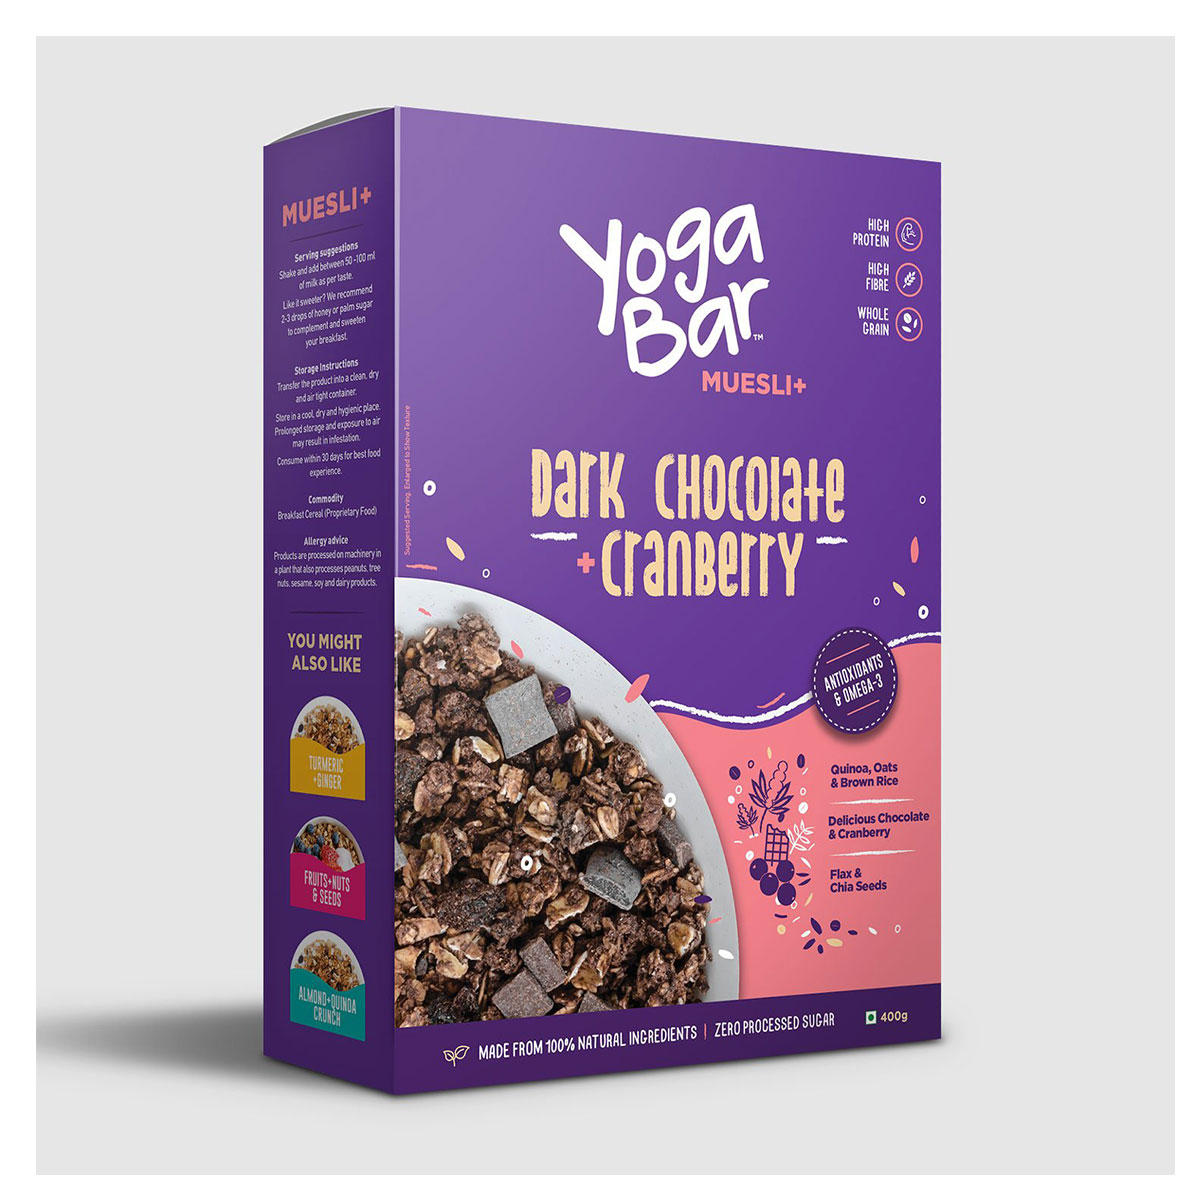 MUESLI+
Serving suggestions
Shake and add between 50 -100 ml
of milk as per taste.
Like it sweeter? We recommend
2-3 drops of honey or palm sugar
to complement and sweeten
your breakfast.
Storage Instructions
Transfer the product into a clean, dry
and air tight container.
Store in a cool, dry and hygienic place.
Prolonged storage and exposure to air
may result in infestation.
Consume within 30 days for best food
experience.
Commodity
Breakfast Cereal (Proprietary Food)
Allergy advice
Products are processed on machinery in
a plant that also processes peanuts, tree
nuts, sesame, soy and dairy products.
YOU MIGHT
ALSO LIKE
TURMERIC
+GINGER
FRUITS+NUTS
& SEEDS
ALMOND+QUINOA
CRUNCH
Yoga
Bar™
MUESLI+
HIGH
PROTEIN
HIGH
FIBRE
WHOLE
GRAIN
Suggested Serving. Enlarged to Show Texture
Dark Chocolate
+Cranberry
ANTIOXIDANTS
& OMEGA-3
Quinoa, Oats
& Brown Rice
Delicious Chocolate
& Cranberry
Flax &
Chia Seeds
MADE FROM 100% NATURAL INGREDIENTS | ZERO PROCESSED SUGAR
400g